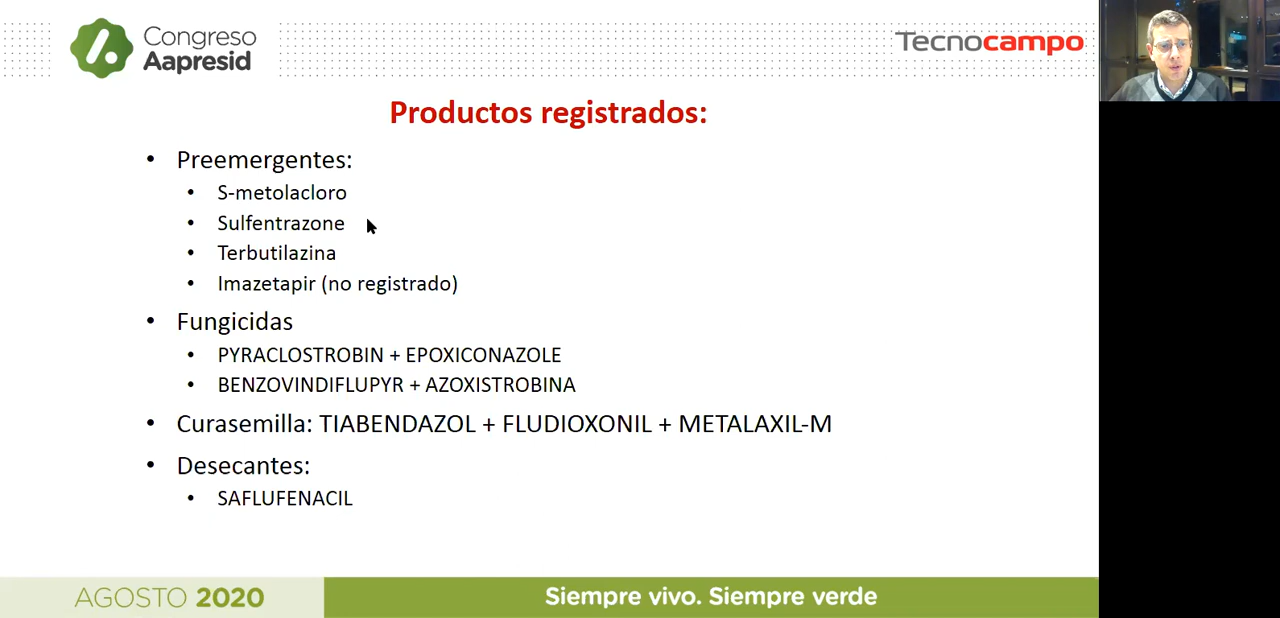 Congreso
Aapresid
Tecnocampo
Productos registrados:
• Preemergentes:
• S-metolacloro
• Sulfentrazone
• Terbutilazina
• Imazetapir (no registrado)
• Fungicidas
• PYRACLOSTROBIN + EPOXICONAZOLE
• BENZOVINDIFLUPYR + AZOXISTROBINA
• Curasemilla: TIABENDAZOL + FLUDIOXONIL + METALAXIL-M
• Desecantes:
• SAFLUFENACIL
AGOSTO 2020
Siempre vivo. Siempre verde